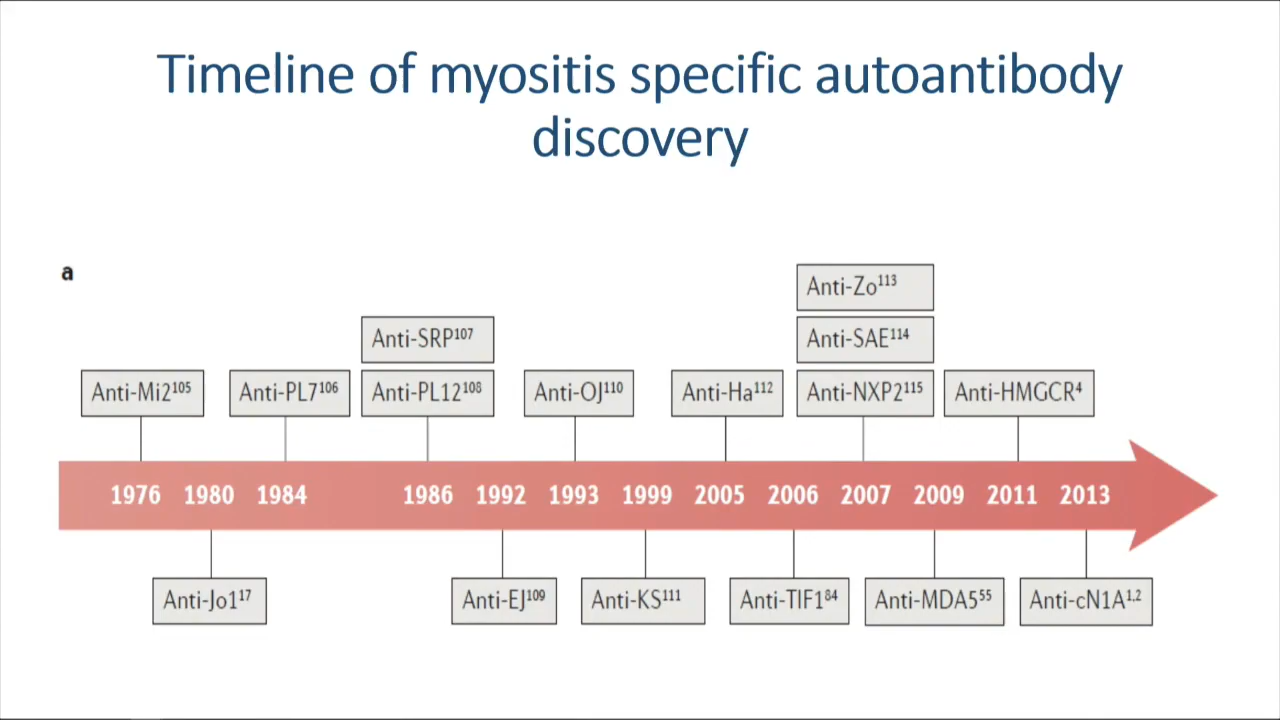 Timeline of myositis specific autoantibody
discovery
a
Anti-Zo¹¹³
Anti-SRP¹⁰⁷
Anti-SAE¹¹⁴
Anti-Mi2¹⁰⁵
Anti-PL7¹⁰⁶
Anti-PL12¹⁰⁸
Anti-OJ¹¹⁰
Anti-Ha¹¹²
Anti-NXP2¹¹⁵
Anti-HMGCR⁴
1976 1980 1984 1986 1992 1993 1999 2005 2006 2007 2009 2011 2013
Anti-Jo1¹⁷
Anti-EJ¹⁰⁹
Anti-KS¹¹¹
Anti-TIF1⁸⁴
Anti-MDA5⁵⁵
Anti-cN1A¹,²